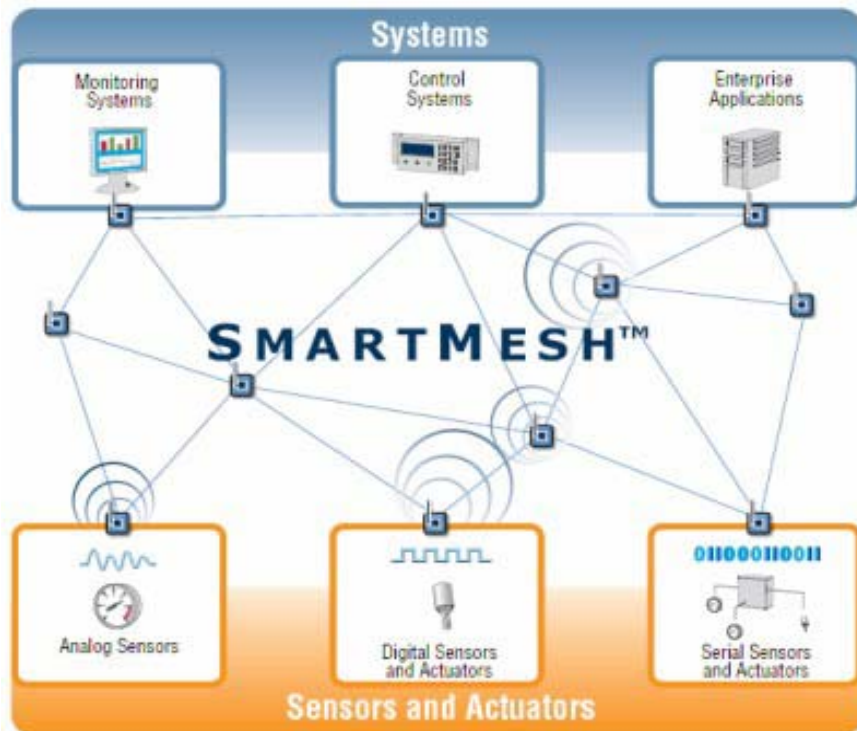 Systems
Monitoring
Systems
Control
Systems
Enterprise
Applications
SMARTMESH™
011000110011
Analog Sensors
Digital Sensors
and Actuators
Serial Sensors
and Actuators
Sensors and Actuators